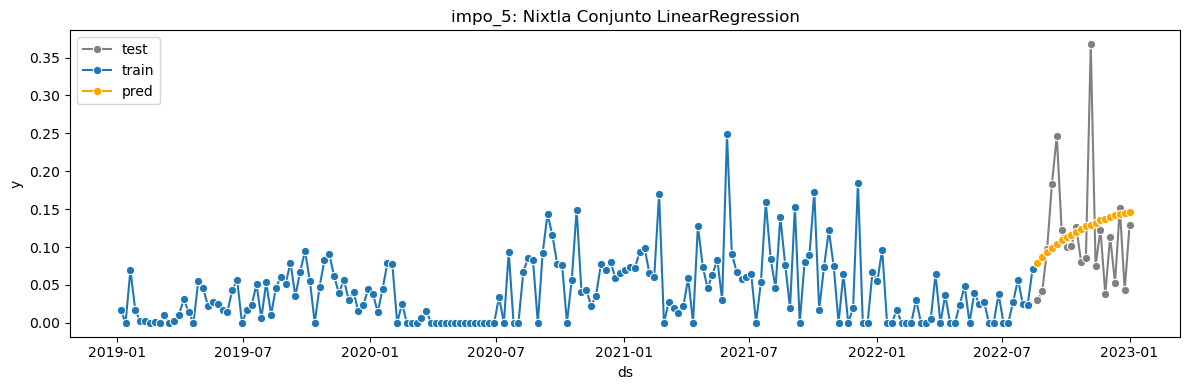 impo_5: Nixtla Conjunto LinearRegression
test
train
pred
0.35
0.30
0.25
0.20
0.15
0.10
0.05
0.00
y
2019-01 2019-07 2020-01 2020-07 2021-01 2021-07 2022-01 2022-07 2023-01
ds